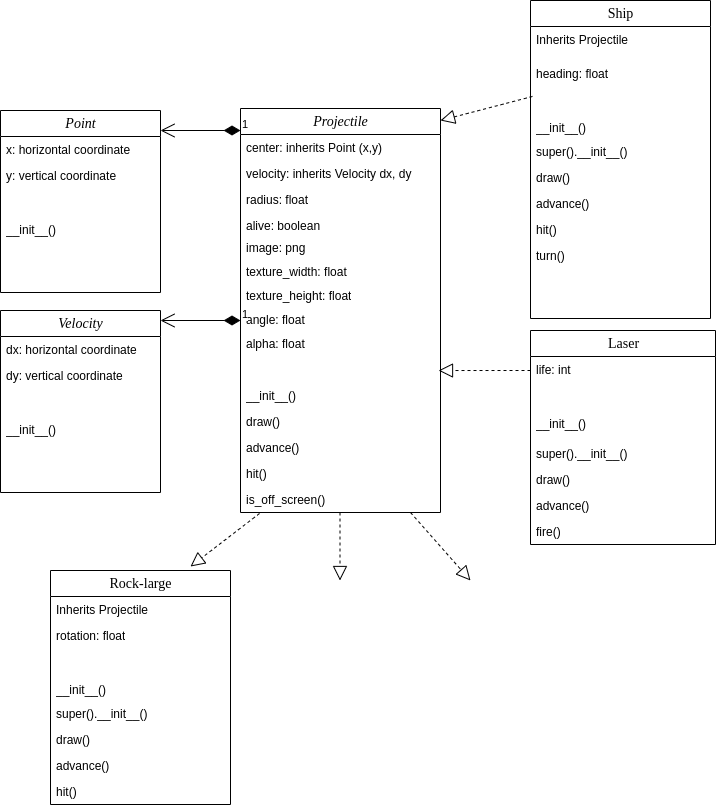 Point
x: horizontal coordinate
y: vertical coordinate
__init__()
Velocity
dx: horizontal coordinate
dy: vertical coordinate
__init__()
1
1
Projectile
center: inherits Point (x,y)
velocity: inherits Velocity dx, dy
radius: float
alive: boolean
image: png
texture_width: float
texture_height: float
angle: float
alpha: float
__init__()
draw()
advance()
hit()
is_off_screen()
Ship
Inherits Projectile
heading: float
__init__()
super().__init__()
draw()
advance()
hit()
turn()
Laser
life: int
__init__()
super().__init__()
draw()
advance()
fire()
Rock-large
Inherits Projectile
rotation: float
__init__()
super().__init__()
draw()
advance()
hit()